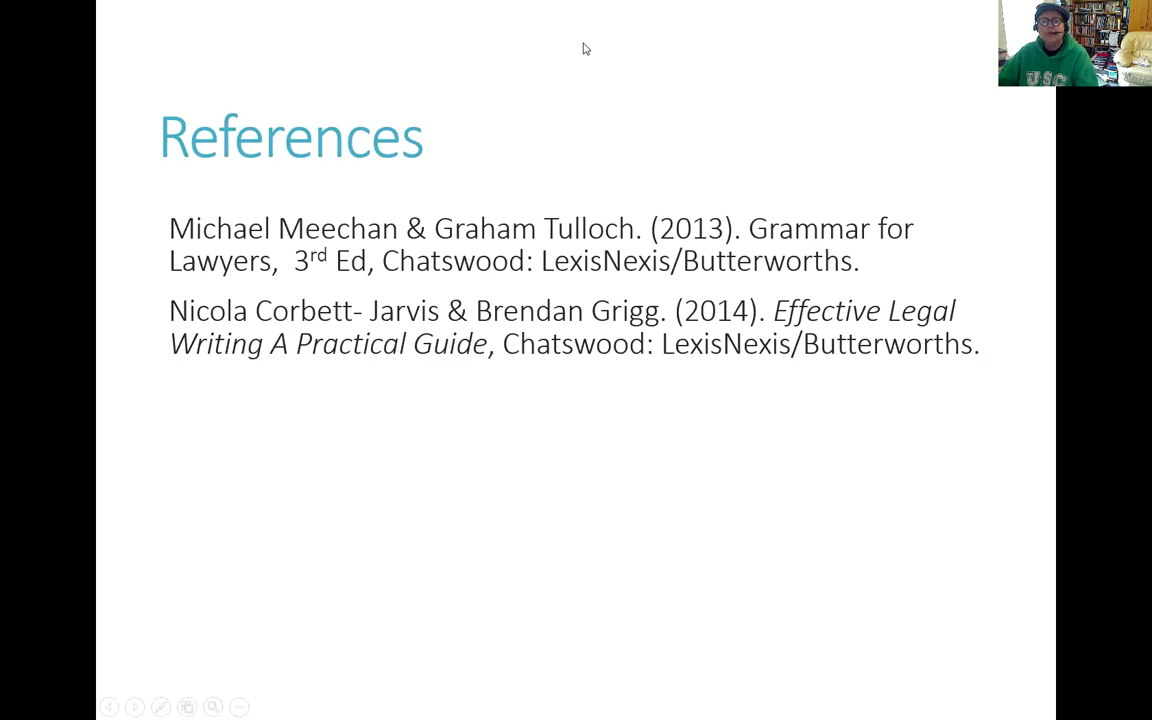 USC
References
Michael Meechan & Graham Tulloch. (2013). Grammar for
Lawyers,  3rd Ed, Chatswood: LexisNexis/Butterworths.
Nicola Corbett- Jarvis & Brendan Grigg. (2014). Effective Legal
Writing A Practical Guide, Chatswood: LexisNexis/Butterworths.